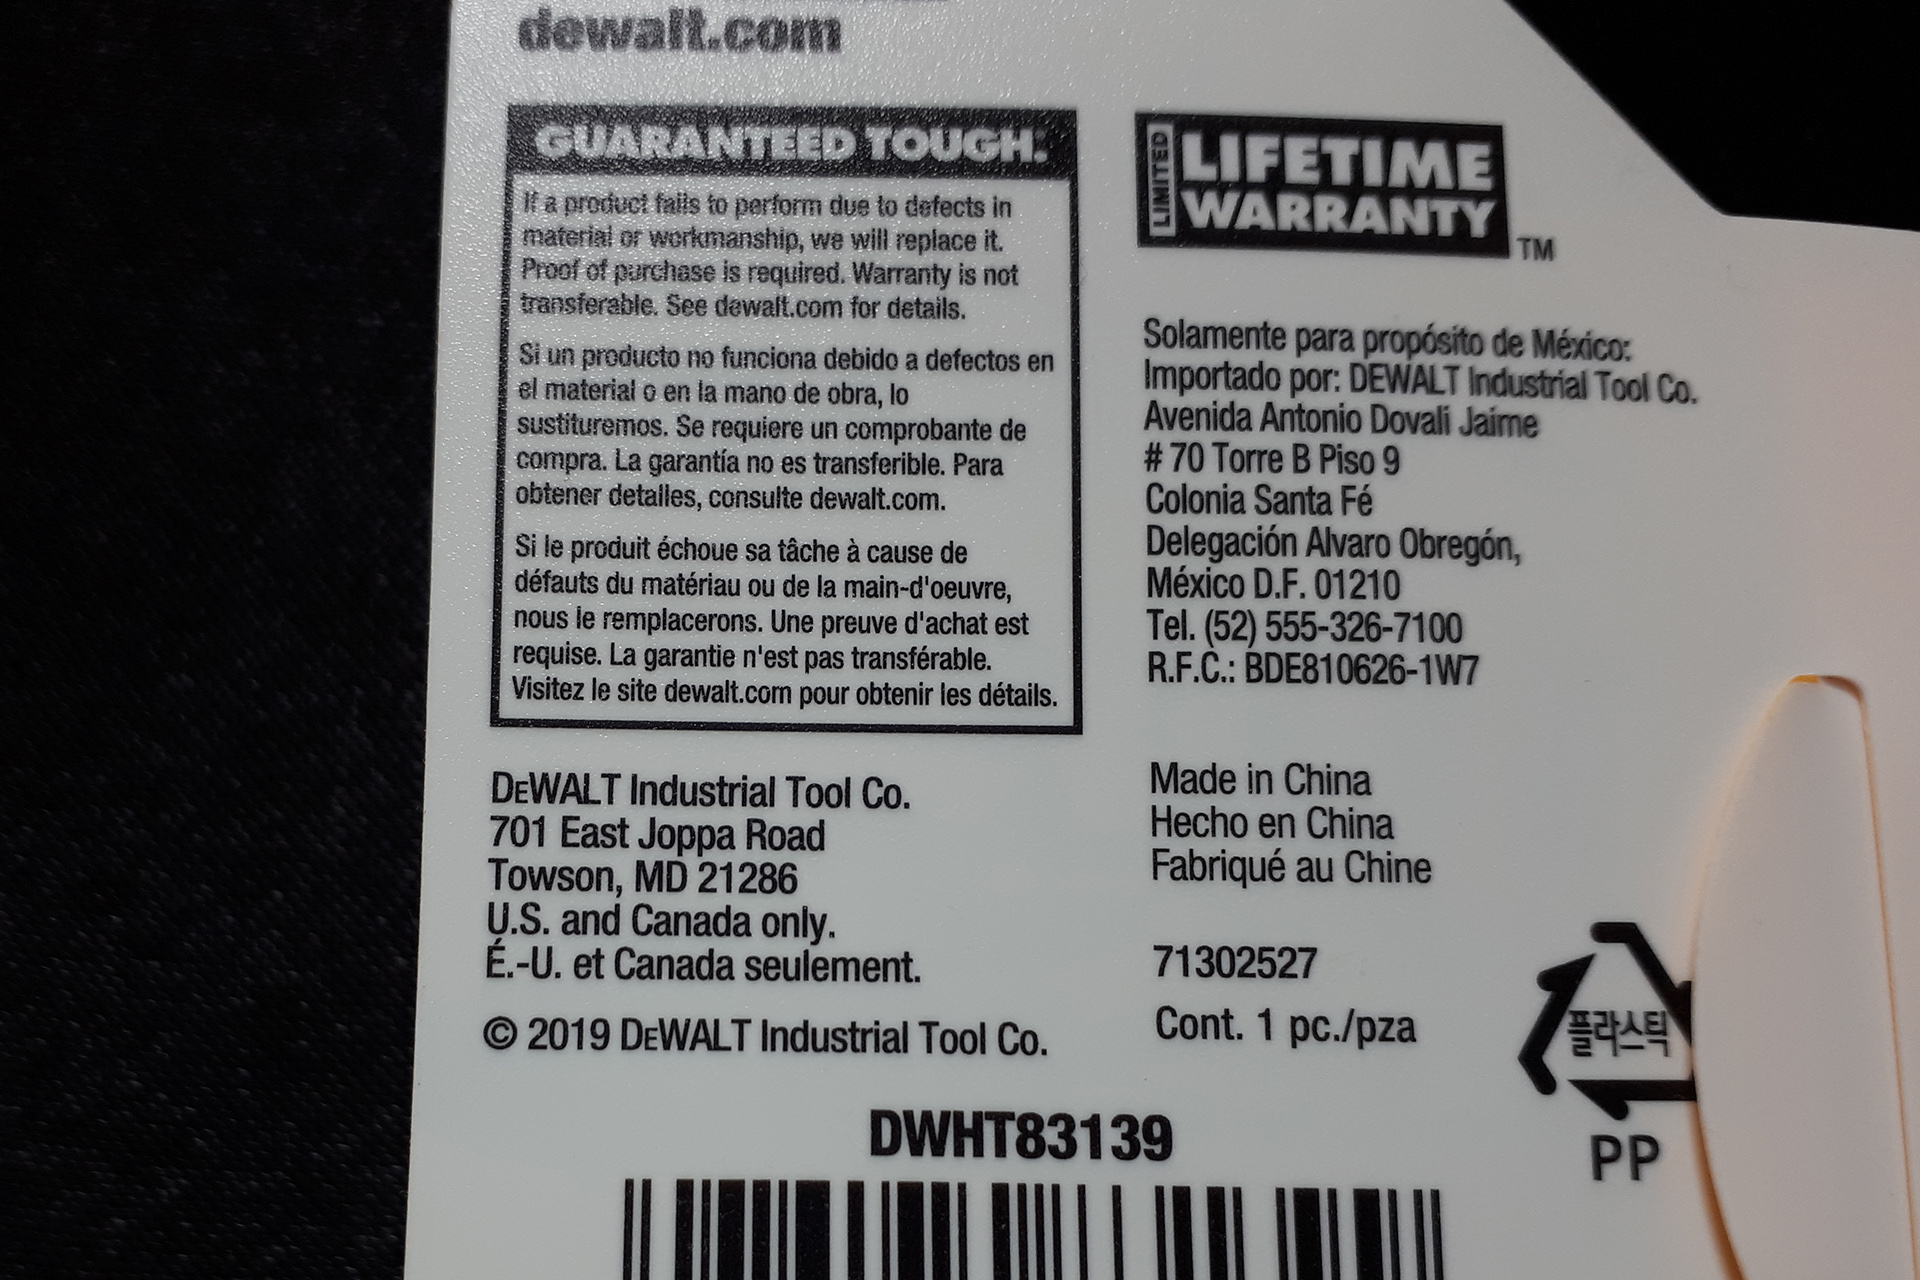 dewalt.com
GUARANTEED TOUGH.
If a product fails to perform due to defects in
material or workmanship, we will replace it.
Proof of purchase is required. Warranty is not
transferable. See dewalt.com for details.
Si un producto no funciona debido a defectos en
el material o en la mano de obra, lo
sustituremos. Se requiere un comprobante de
compra. La garantía no es transferible. Para
obtener detalles, consulte dewalt.com.
Si le produit échoue sa tâche à cause de
défauts du matériau ou de la main-d'oeuvre,
nous le remplacerons. Une preuve d'achat est
requise. La garantie n'est pas transférable.
Visitez le site dewalt.com pour obtenir les détails.
DEWALT Industrial Tool Co.
701 East Joppa Road
Towson, MD 21286
U.S. and Canada only.
É.-U. et Canada seulement.
© 2019 DEWALT Industrial Tool Co.
LIMITED
LIFETIME
WARRANTY
TM
Solamente para propósito de México:
Importado por: DEWALT Industrial Tool Co.
Avenida Antonio Dovali Jaime
# 70 Torre B Piso 9
Colonia Santa Fé
Delegación Alvaro Obregón,
México D.F. 01210
Tel. (52) 555-326-7100
R.F.C.: BDE810626-1W7
Made in China
Hecho en China
Fabriqué au Chine
71302527
Cont. 1 pc./pza
플라스틱
PP
DWHT83139